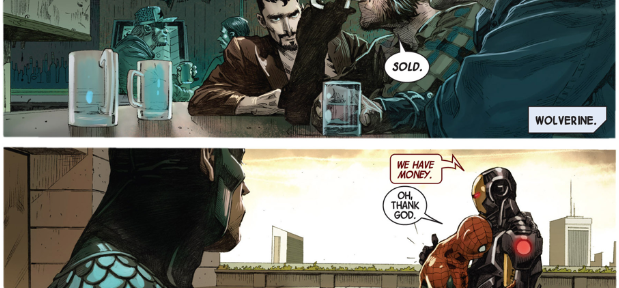 SOLD.
WOLVERINE.
WE HAVE
MONEY.
OH,
THANK
GOD.